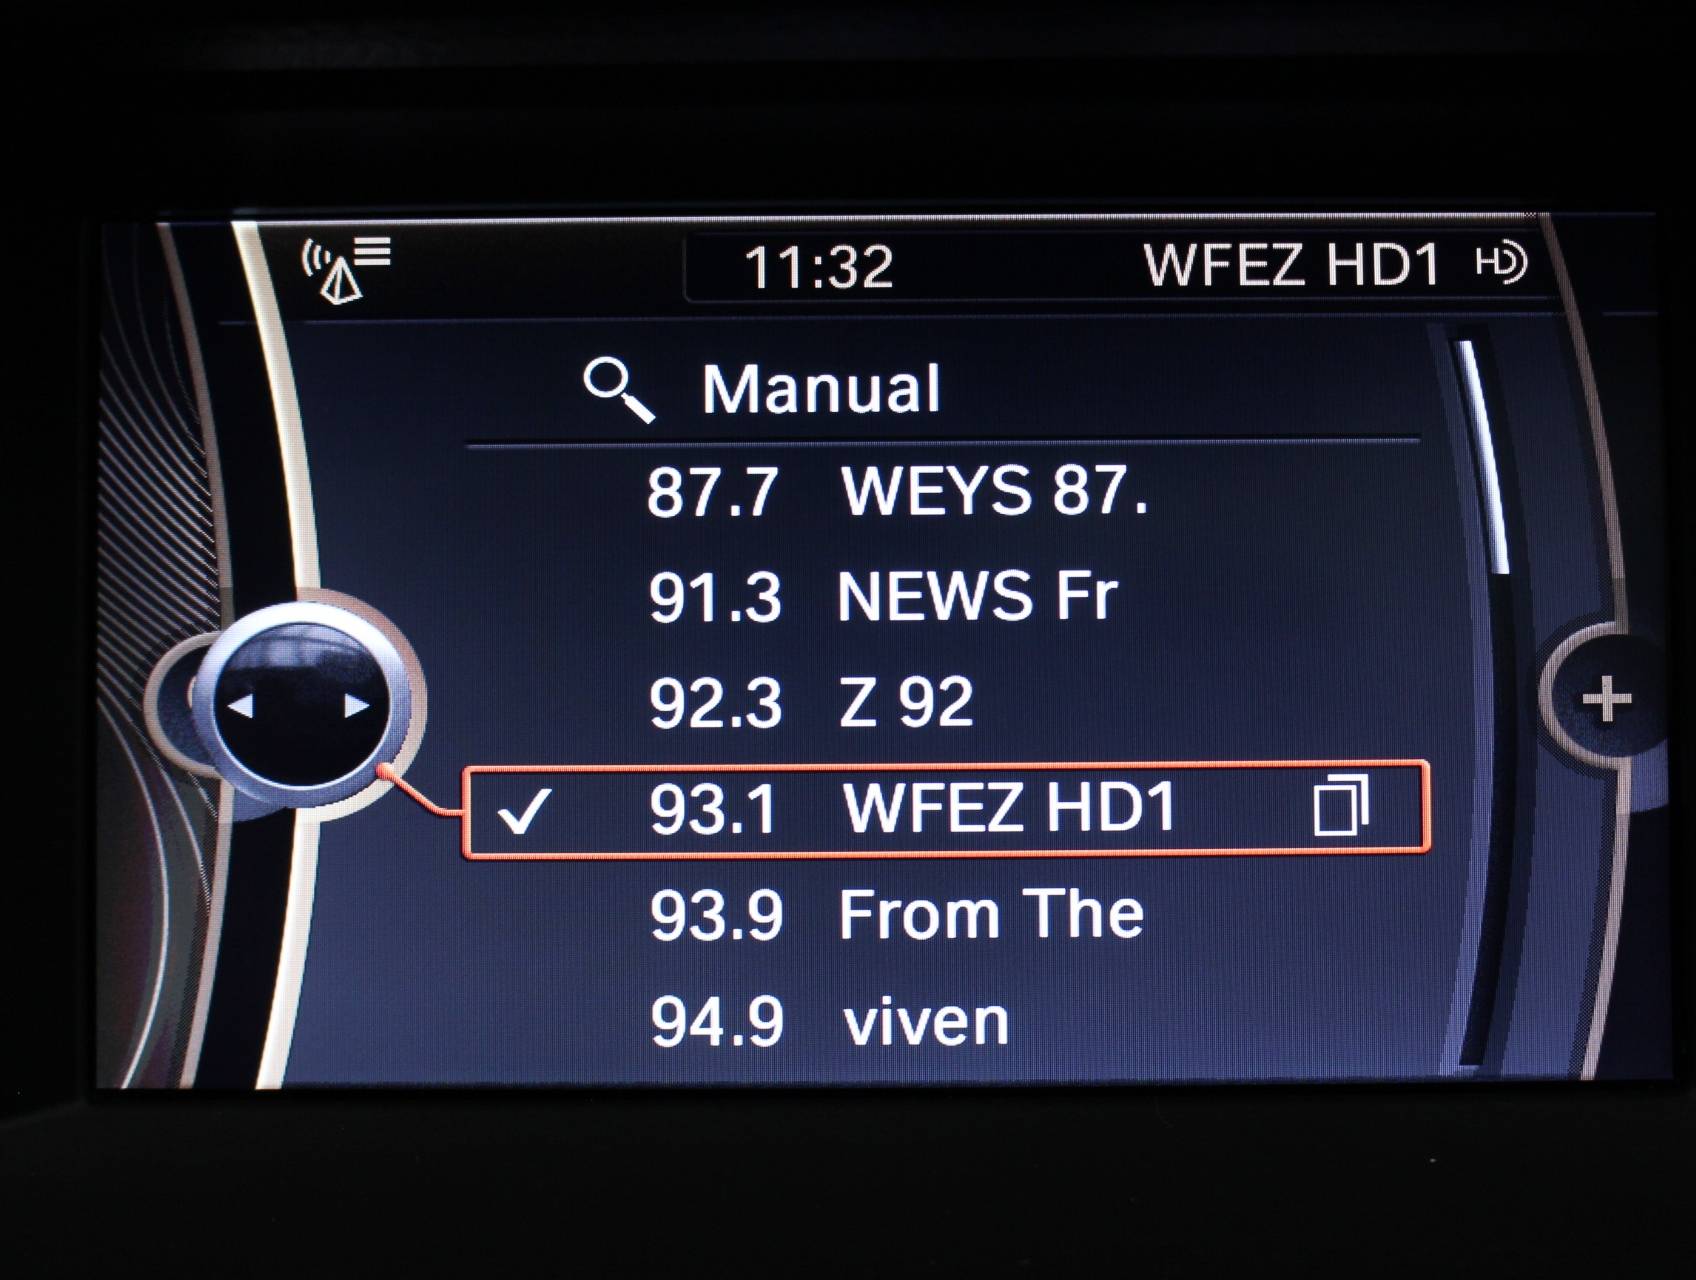 11:32 WFEZ HD1 HD
Manual
87.7 WEYS 87.
91.3 NEWS Fr
92.3 Z 92
93.1 WFEZ HD1
93.9 From The
94.9 viven